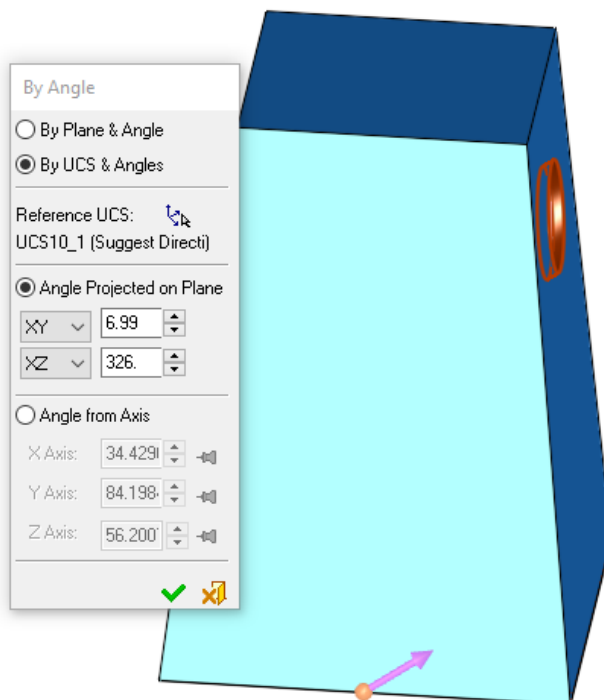 By Angle
By Plane & Angle
By UCS & Angles
Reference UCS:
UCS10_1 (Suggest Directi)
Angle Projected on Plane
XY 6.99
XZ 326.
Angle from Axis
X Axis: 34.429
Y Axis: 84.198
Z Axis: 56.200